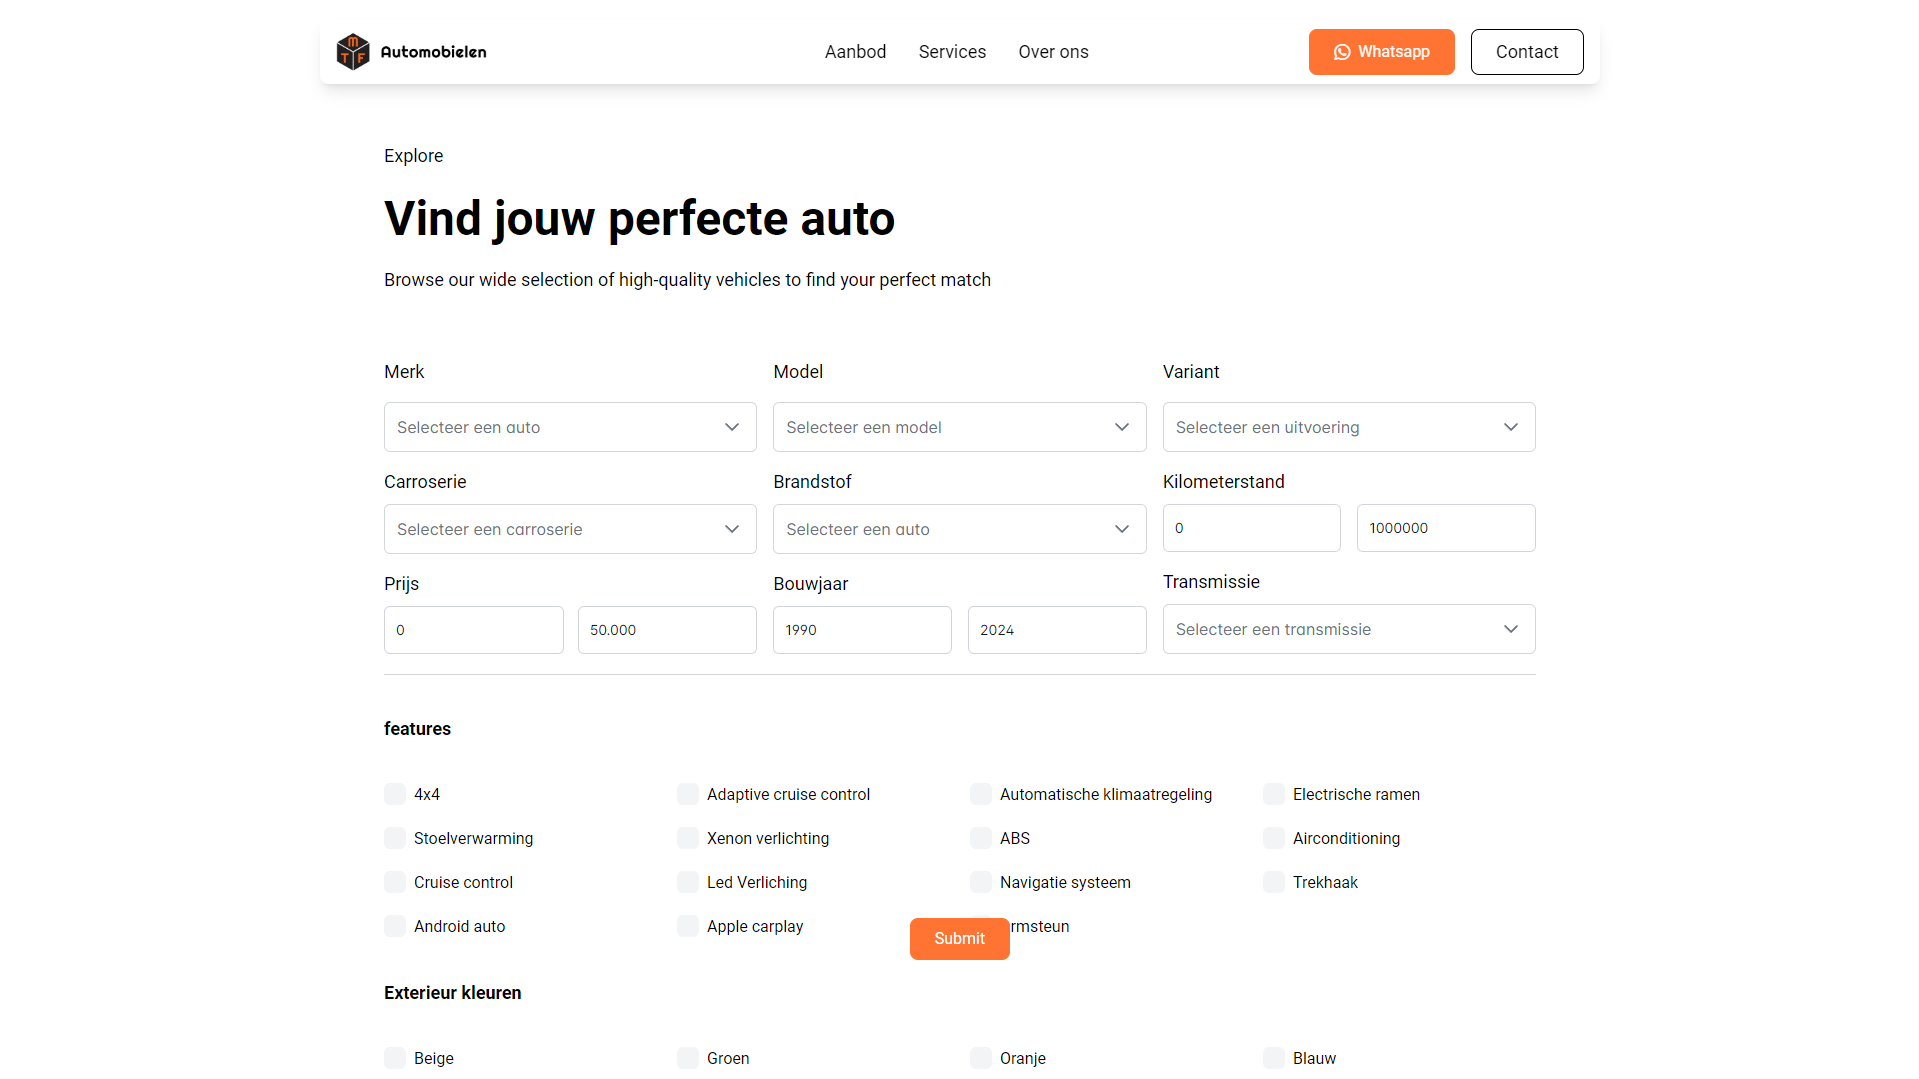 MTF Automobielen
Aanbod Services Over ons
Whatsapp Contact
Explore
Vind jouw perfecte auto
Browse our wide selection of high-quality vehicles to find your perfect match
Merk Model Variant
Selecteer een auto Selecteer een model Selecteer een uitvoering
Carroserie Brandstof Kilometerstand
Selecteer een carroserie Selecteer een auto 0 1000000
Prijs Bouwjaar Transmissie
0 50.000 1990 2024 Selecteer een transmissie
features
4x4 Adaptive cruise control Automatische klimaatregeling Electrische ramen
Stoelverwarming Xenon verlichting ABS Airconditioning
Cruise control Led Verliching Navigatie systeem Trekhaak
Android auto Apple carplay rmsteun
Submit
Exterieur kleuren
Beige Groen Oranje Blauw